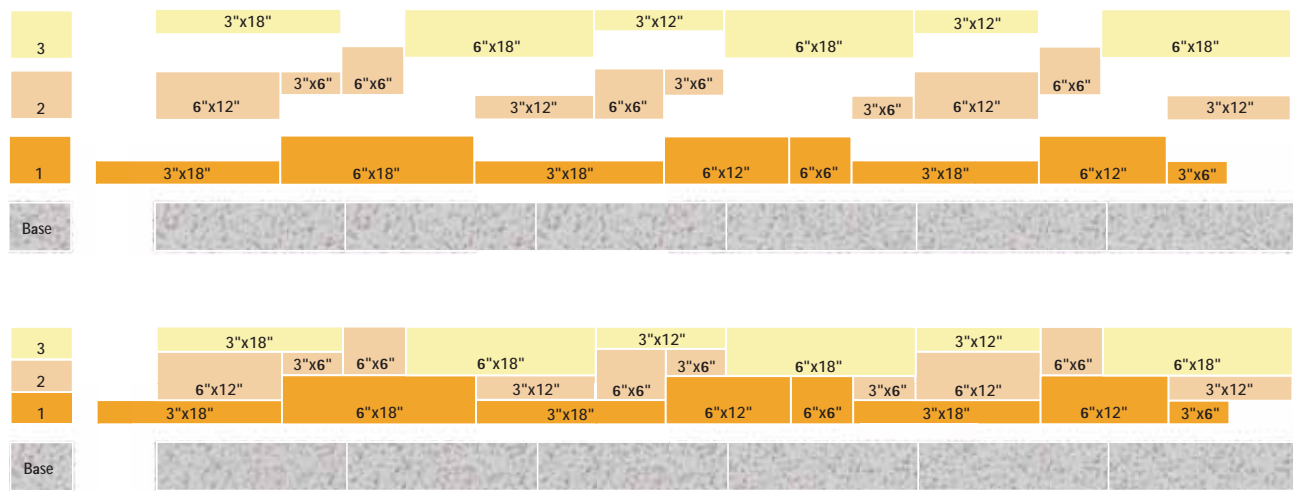 3"x18" 3"x12" 3"x12"
3 6"x18" 6"x18" 6"x18"
3"x6" 6"x6" 3"x6" 6"x6"
2 6"x12" 3"x12" 6"x6" 3"x6" 6"x12" 3"x12"
1 3"x18" 6"x18" 3"x18" 6"x12" 6"x6" 3"x18" 6"x12" 3"x6"
Base
3 3"x18" 3"x12" 3"x12"
3"x6" 6"x6" 6"x18" 3"x6" 6"x18" 6"x6" 6"x18"
2 6"x12" 3"x12" 6"x6" 3"x6" 6"x12" 3"x12"
1 3"x18" 6"x18" 3"x18" 6"x12" 6"x6" 3"x18" 6"x12" 3"x6"
Base